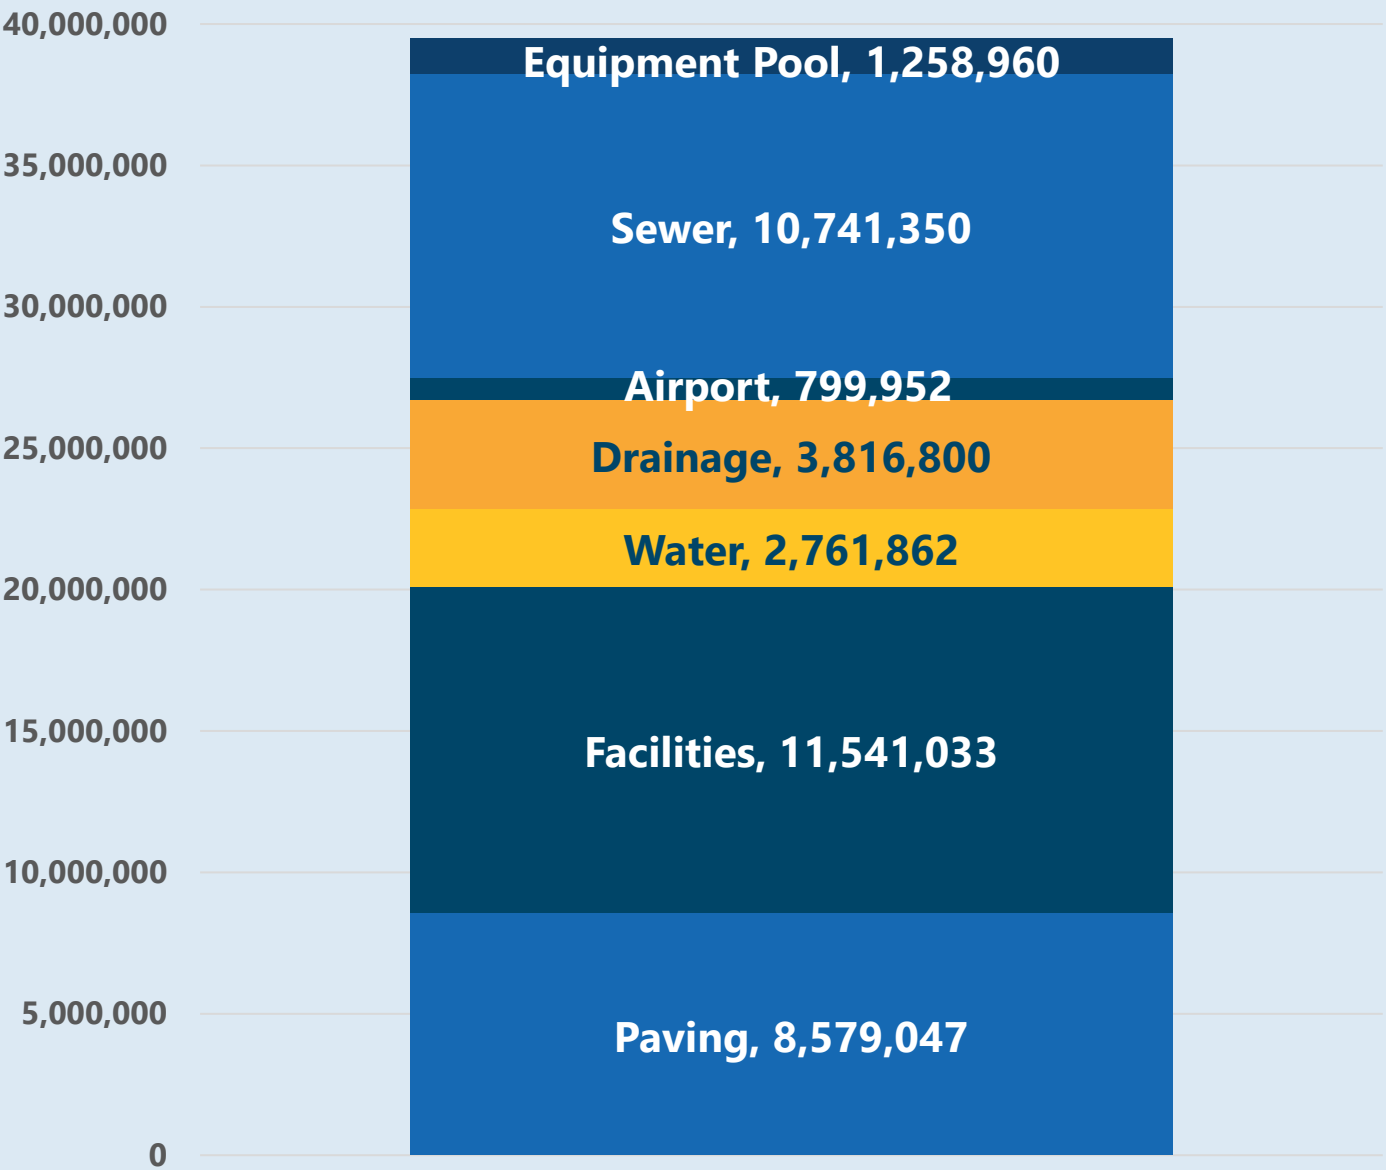 40,000,000
Equipment Pool, 1,258,960
35,000,000
Sewer, 10,741,350
30,000,000
Airport, 799,952
25,000,000
Drainage, 3,816,800
Water, 2,761,862
20,000,000
15,000,000
Facilities, 11,541,033
10,000,000
5,000,000
Paving, 8,579,047
0